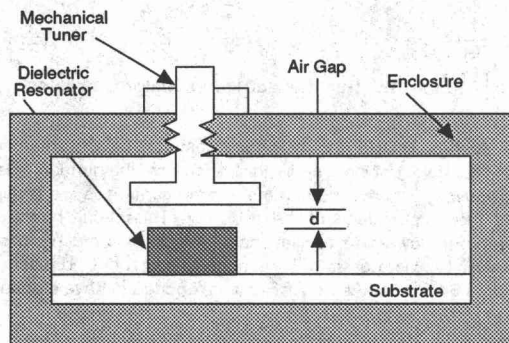 Mechanical
Tuner
Dielectric
Resonator
Air Gap
Enclosure
d
Substrate